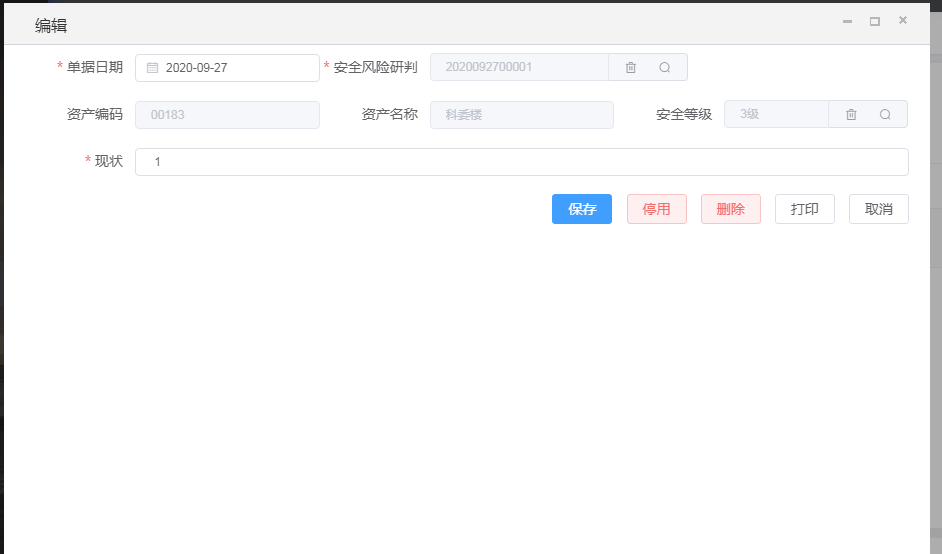 编辑
* 单据日期 2020-09-27 * 安全风险研判 2020092700001
资产编码 00183 资产名称 科委楼 安全等级 3级
* 现状 1
保存 停用 删除 打印 取消